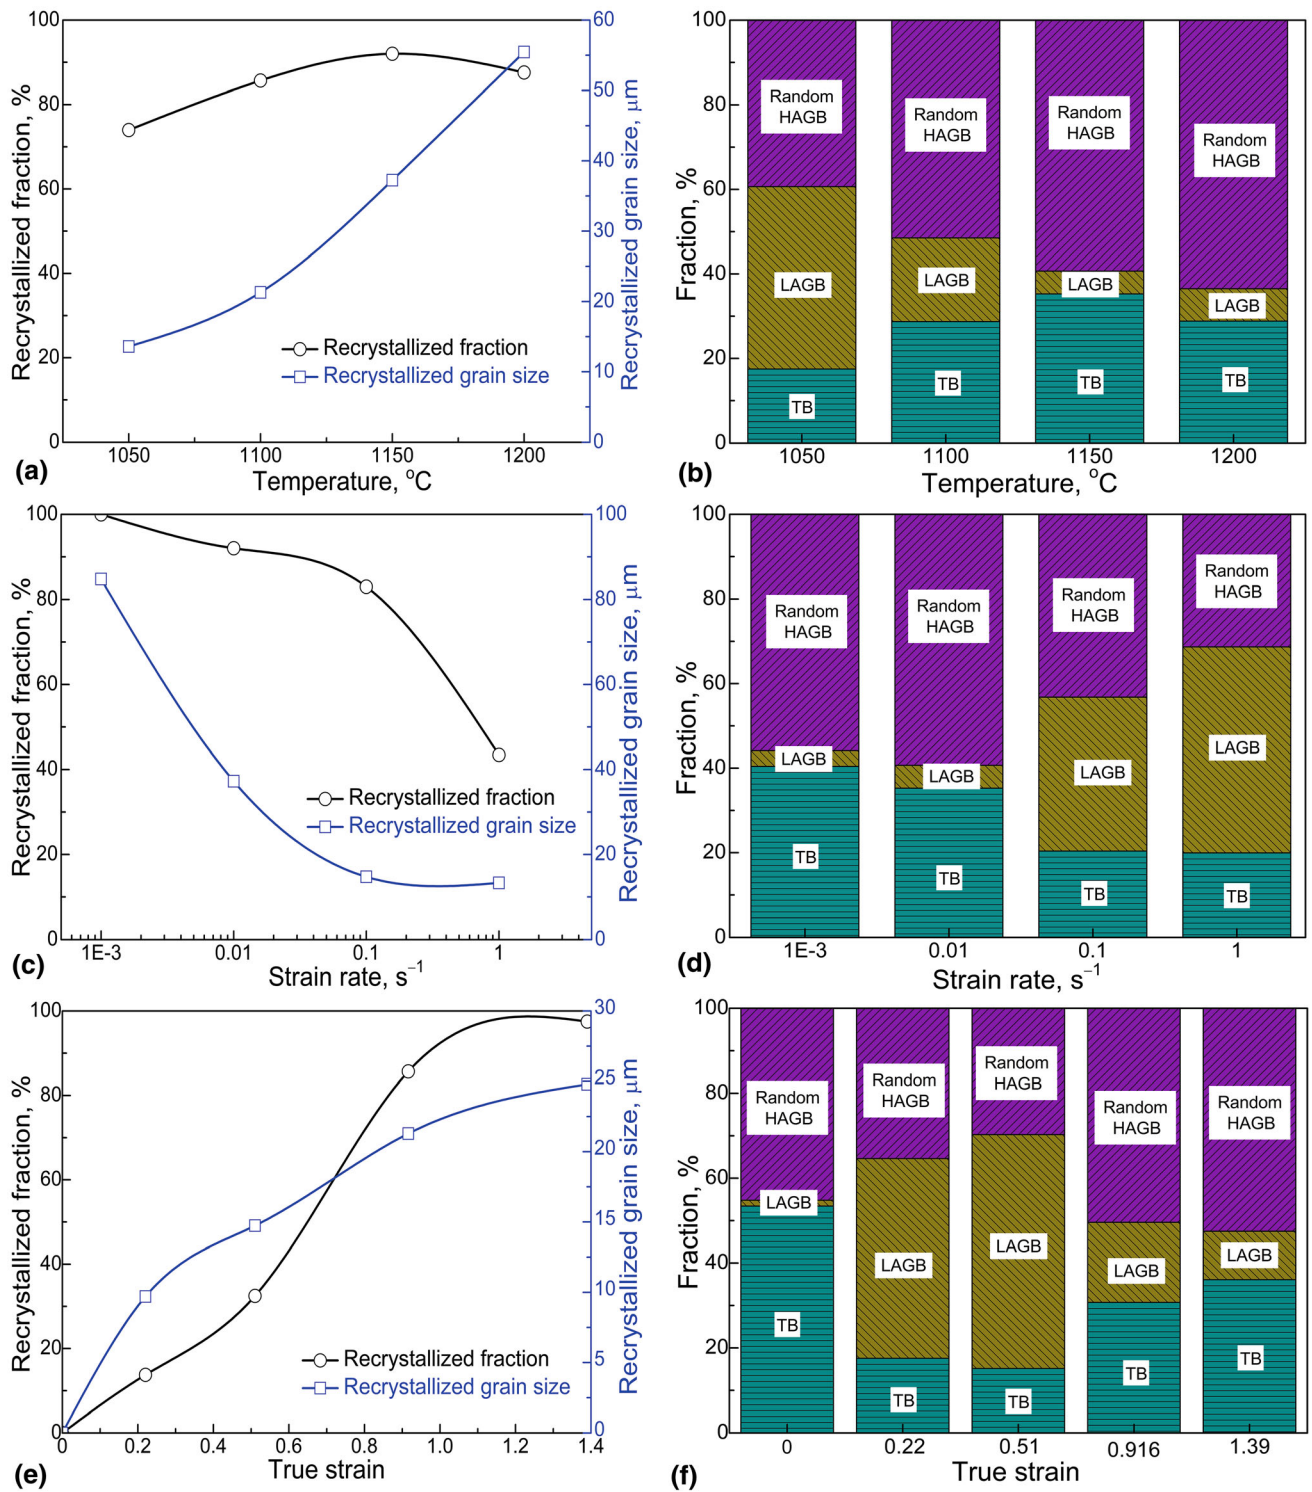 100
80
60
40
20
0
Recrystallized fraction, %
60
50
40
30
20
10
0
Recrystallized grain size, μm
Recrystallized fraction
Recrystallized grain size
1050
1100
1150
1200
Temperature, °C
(a)
100
80
60
40
20
0
Fraction, %
Random
HAGB
LAGB
TB
Random
HAGB
LAGB
TB
Random
HAGB
LAGB
TB
Random
HAGB
LAGB
TB
1050
1100
1150
1200
Temperature, °C
(b)
100
80
60
40
20
0
Recrystallized fraction, %
100
80
60
40
20
0
Recrystallized grain size, μm
Recrystallized fraction
Recrystallized grain size
1E-3
0.01
0.1
1
Strain rate, s⁻¹
(c)
100
80
60
40
20
0
Fraction, %
Random
HAGB
LAGB
TB
Random
HAGB
LAGB
TB
Random
HAGB
LAGB
TB
Random
HAGB
LAGB
TB
1E-3
0.01
0.1
1
Strain rate, s⁻¹
(d)
100
80
60
40
20
0
Recrystallized fraction, %
30
25
20
15
10
5
0
Recrystallized grain size, μm
Recrystallized fraction
Recrystallized grain size
0
0.2
0.4
0.6
0.8
1.0
1.2
1.4
True strain
(e)
100
80
60
40
20
0
Fraction, %
Random
HAGB
LAGB
TB
Random
HAGB
LAGB
TB
Random
HAGB
LAGB
TB
Random
HAGB
LAGB
TB
Random
HAGB
LAGB
TB
0
0.22
0.51
0.916
1.39
True strain
(f)